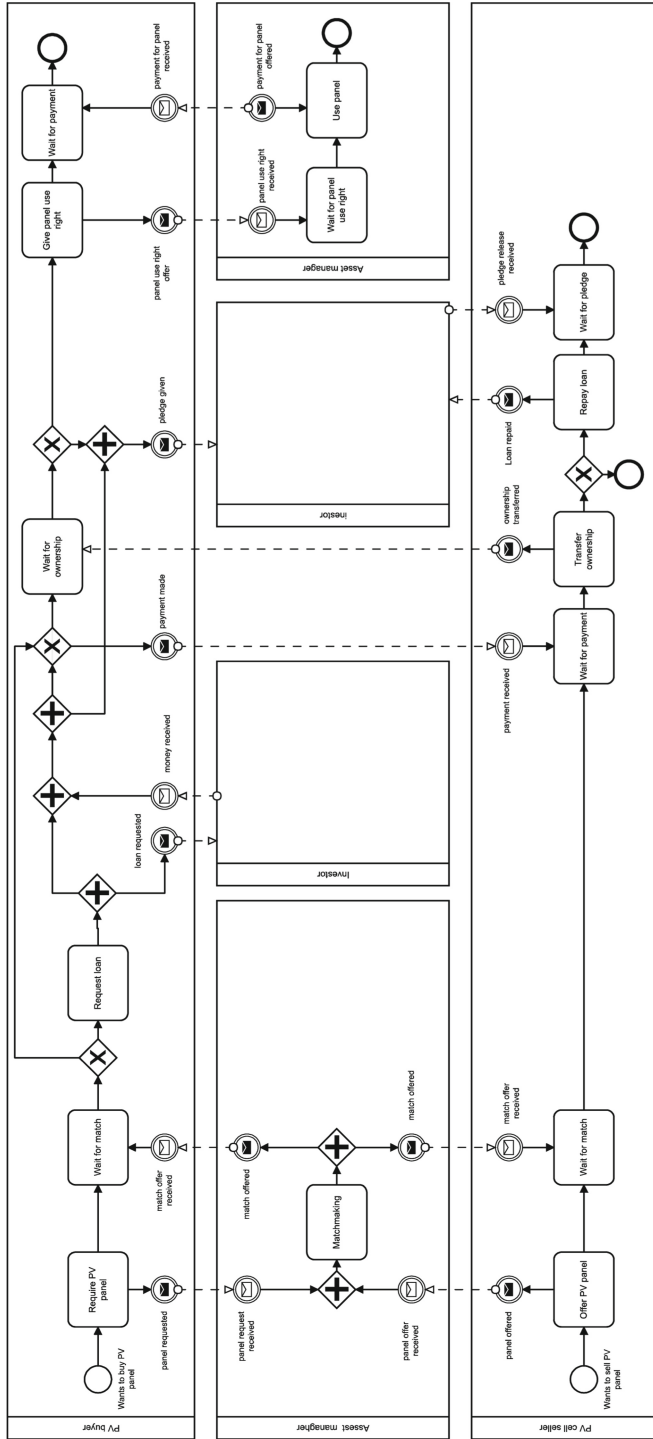 PV buyer
Wants to buy PV
panel
Require PV
panel
panel requested
Wait for match
match offer
received
Request loan
loan requested
money received
payment made
Wait for
ownership
pledge given
Give panel use
right
panel use right
offer
Wait for payment
payment for panel
received
Assest managher
panel request
received
panel offer
received
Matchmaking
match offered
match offered
Investor
inestor
Asset manager
panel use right
received
Wait for panel
use right
Use panel
payment for panel
offered
PV cell seller
Wants to sell PV
panel
Offer PV panel
panel offered
Wait for match
match offer
received
payment received
Wait for payment
Transfer
ownership
ownership
transferred
Repay loan
Loan repaid
Wait for pledge
pledge release
received